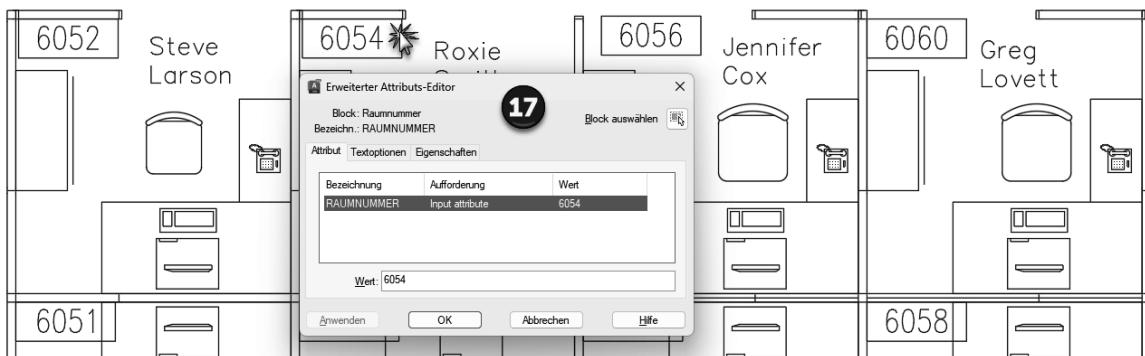 6052
Steve
Larson
6054
Roxie
6056
Jennifer
Cox
6060
Greg
Lovett
Erweiterter Attributs-Editor
17
Block: Raumnummer
Bezeichn.: RAUMNUMMER
Block auswählen
Attribut Textoptionen Eigenschaften
Bezeichnung Aufforderung Wert
RAUMNUMMER Input attribute 6054
Wert: 6054
Anwenden OK Abbrechen Hilfe
6051
6058